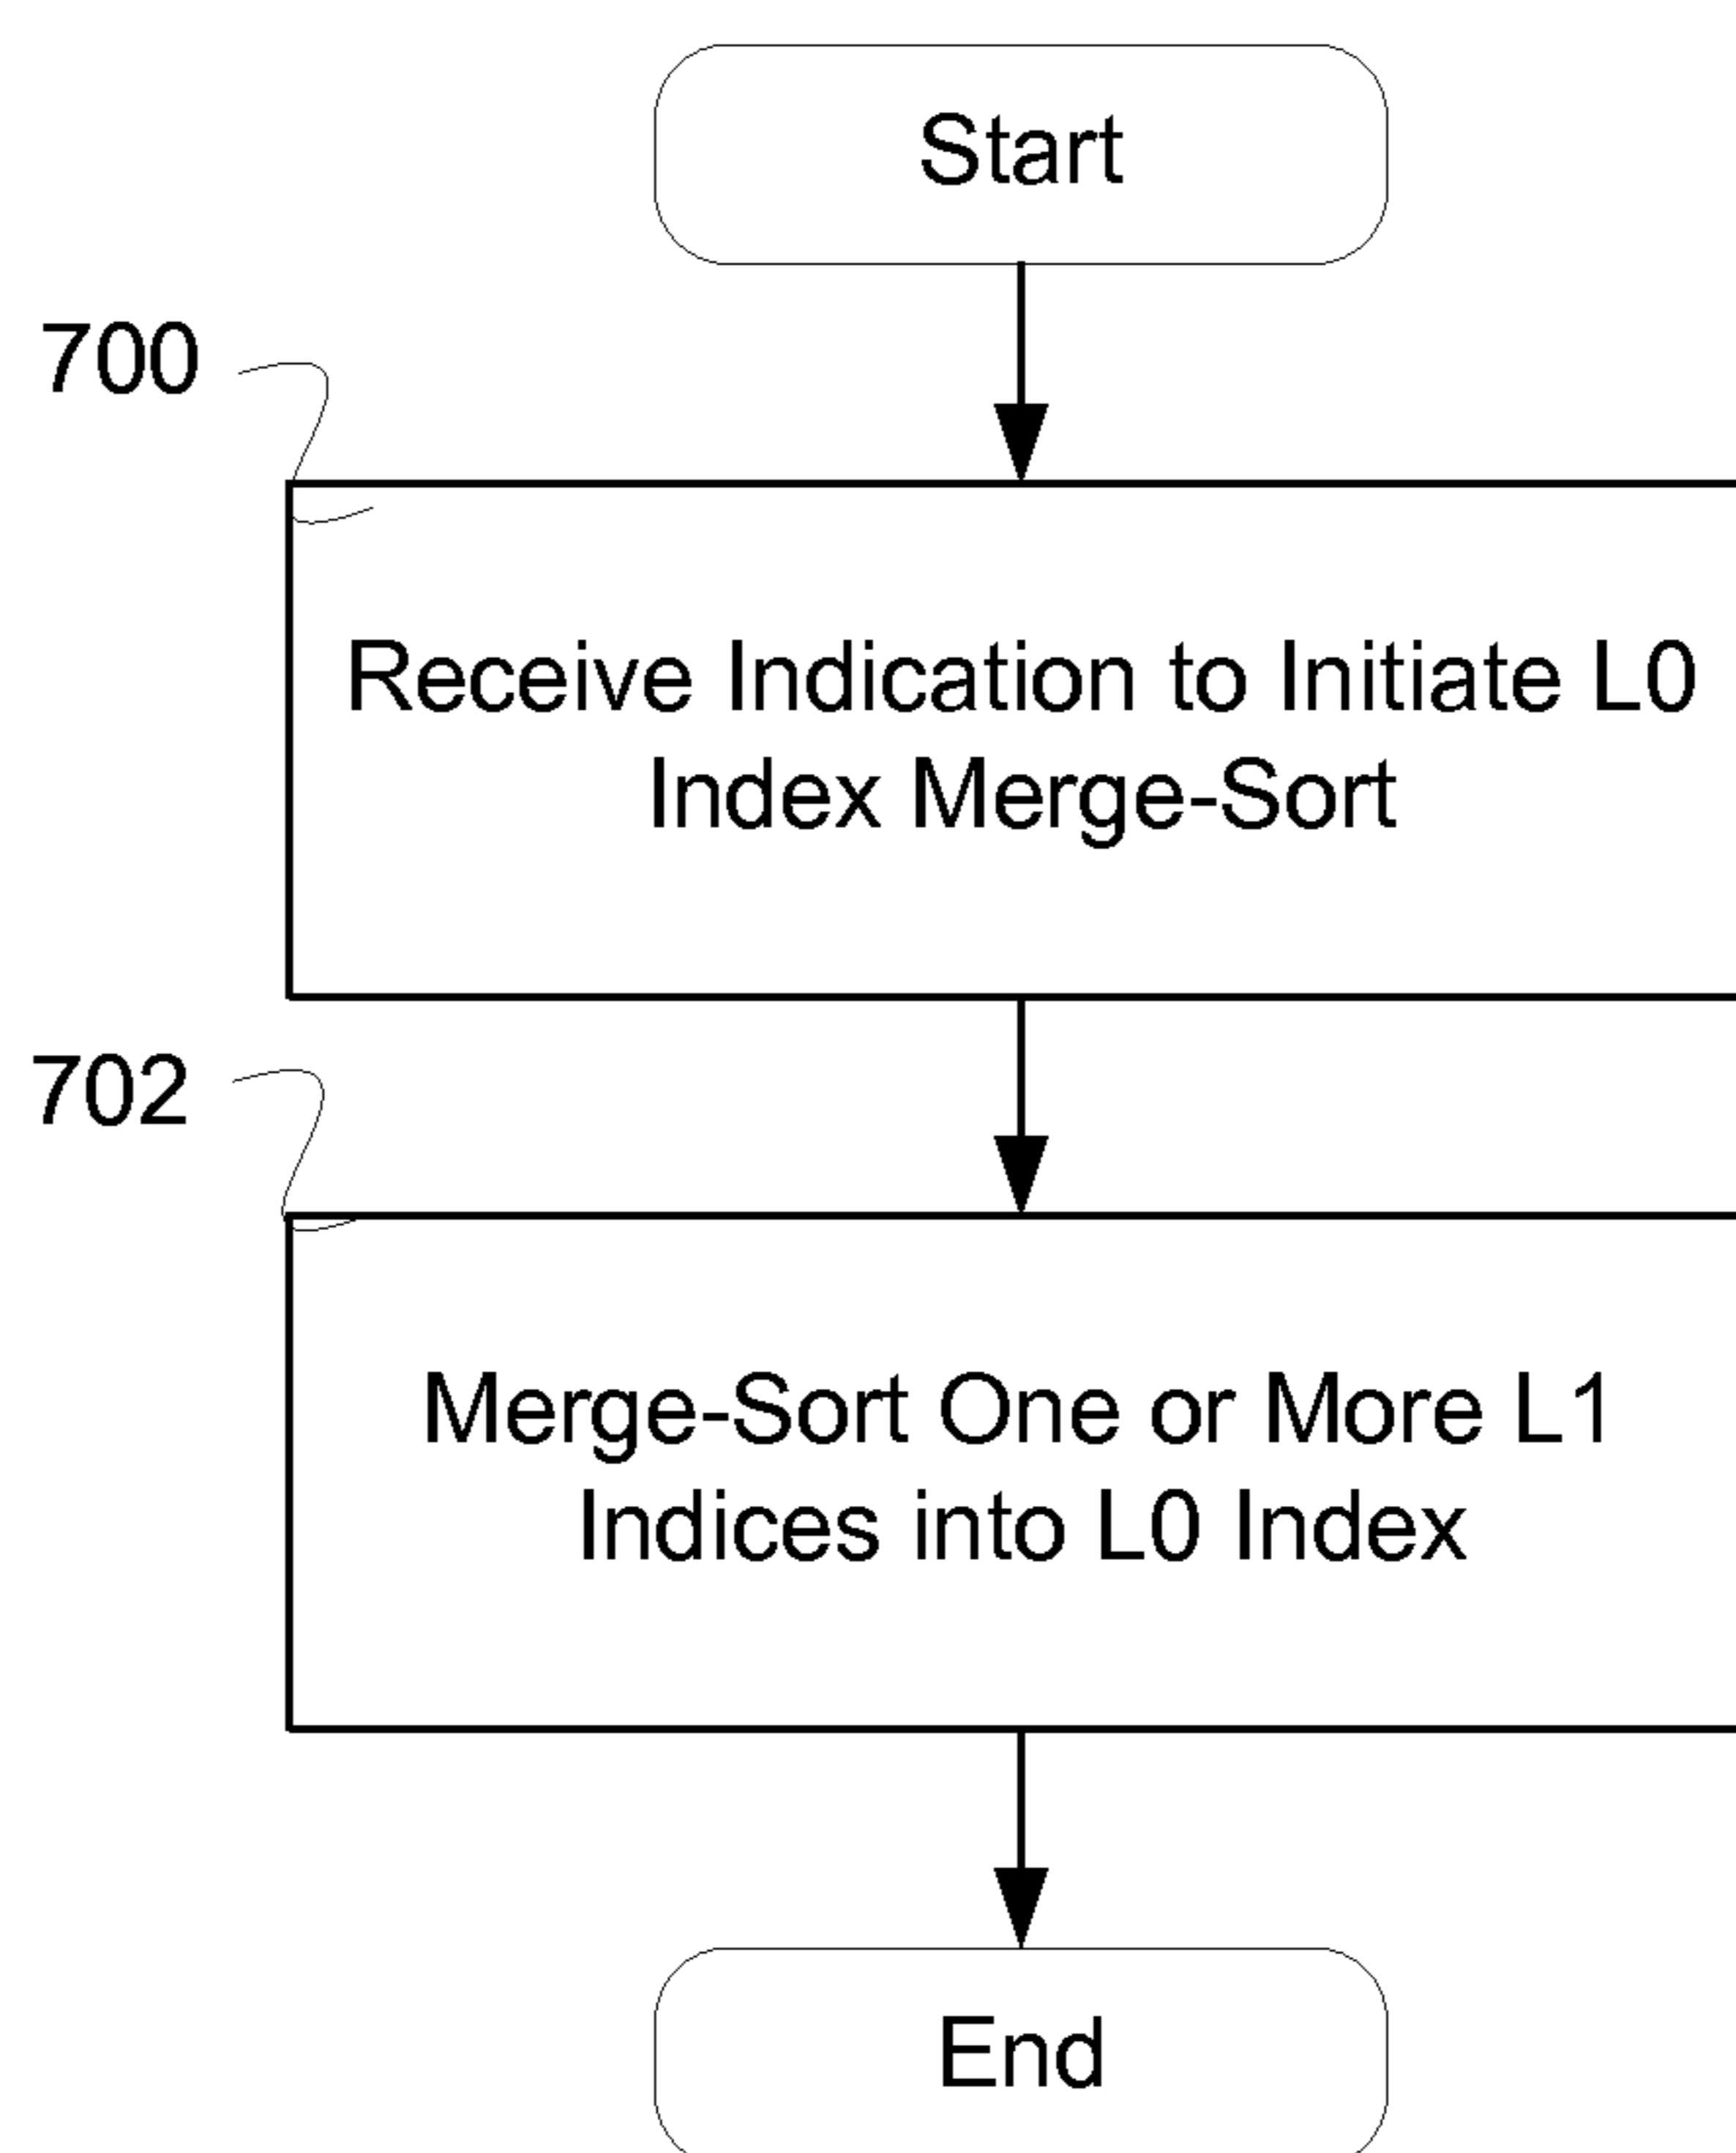 Start
700
Receive Indication to Initiate L0
Index Merge-Sort
702
Merge-Sort One or More L1
Indices into L0 Index
End